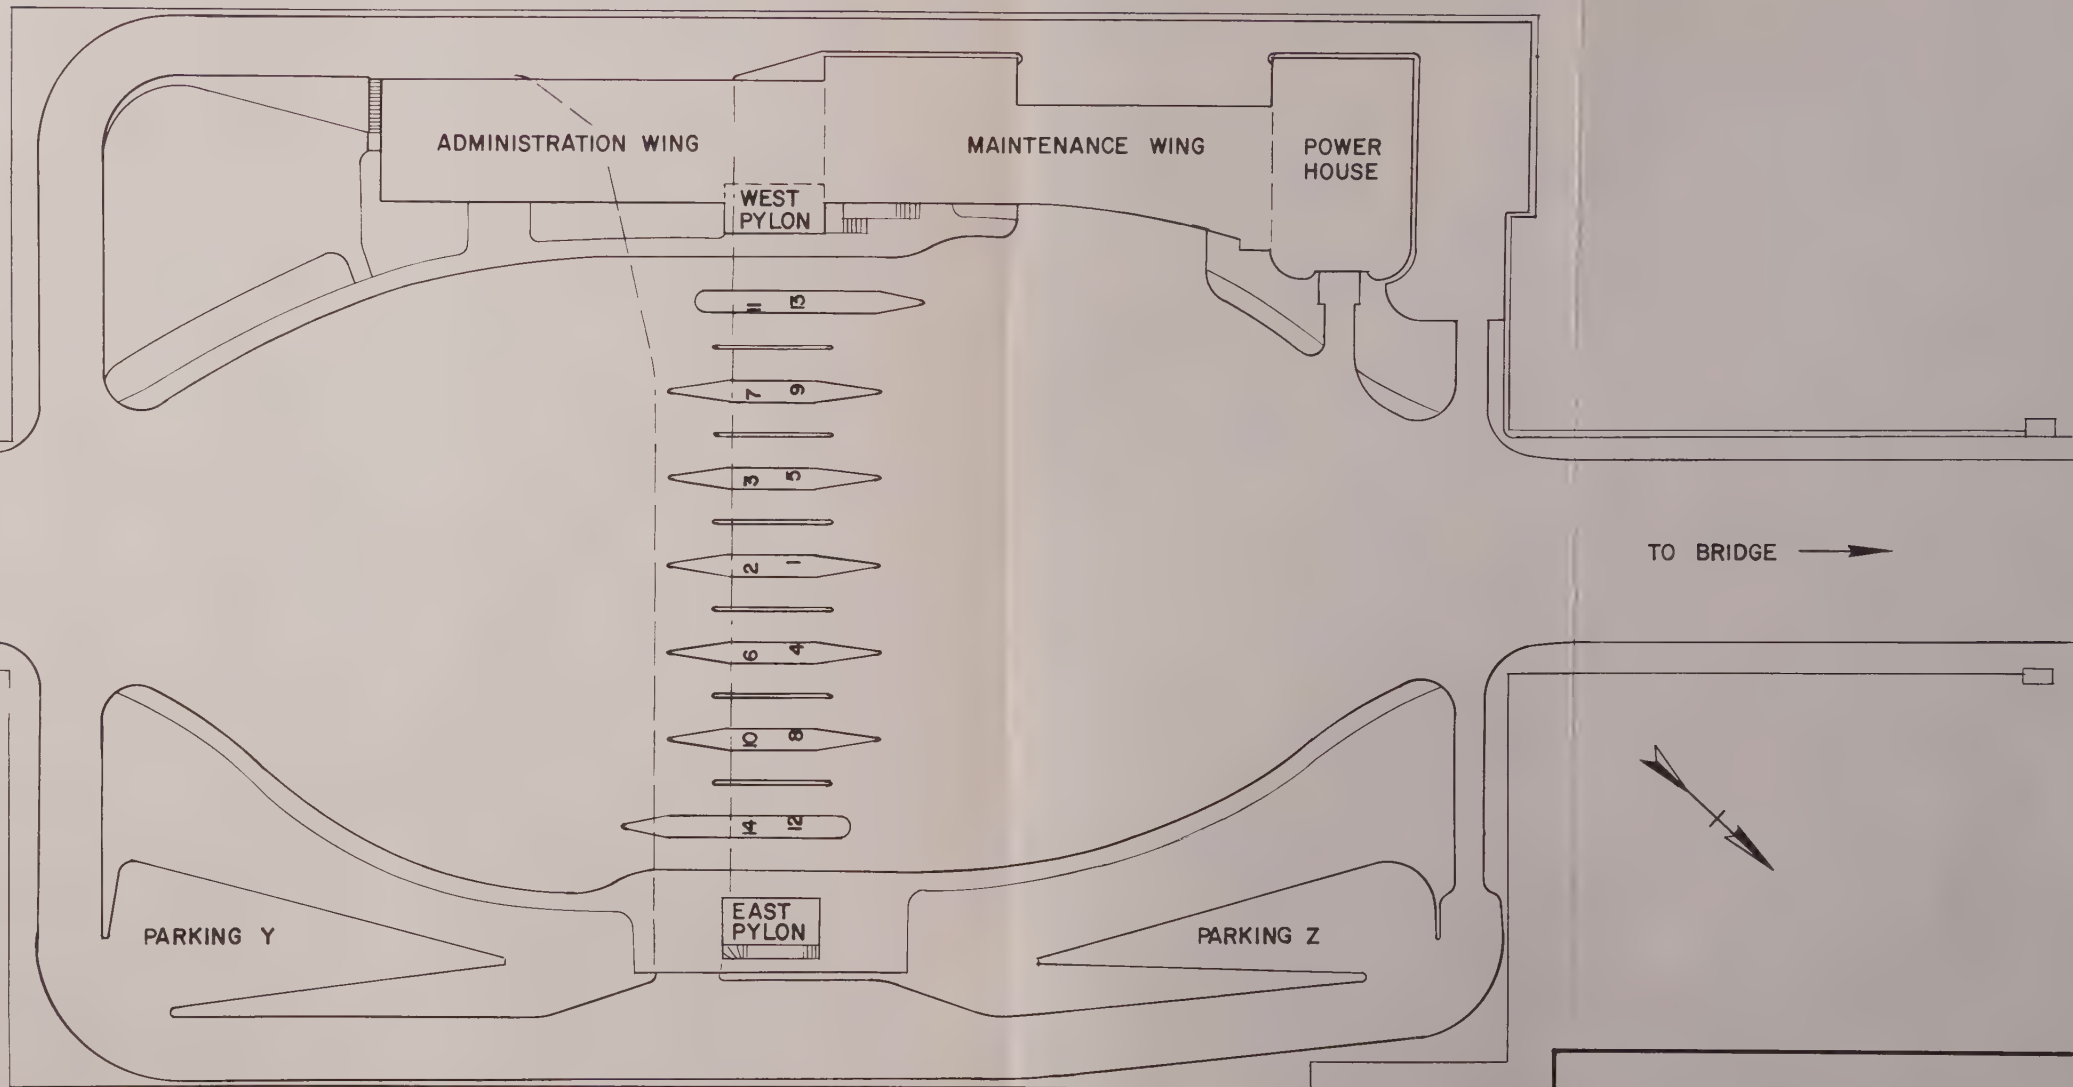 ADMINISTRATION WING
MAINTENANCE WING
POWER
HOUSE
WEST
PYLON
11 13
7 9
3 5
2 1
TO BRIDGE
6 4
10 8
14 12
EAST
PYLON
PARKING Y
PARKING Z